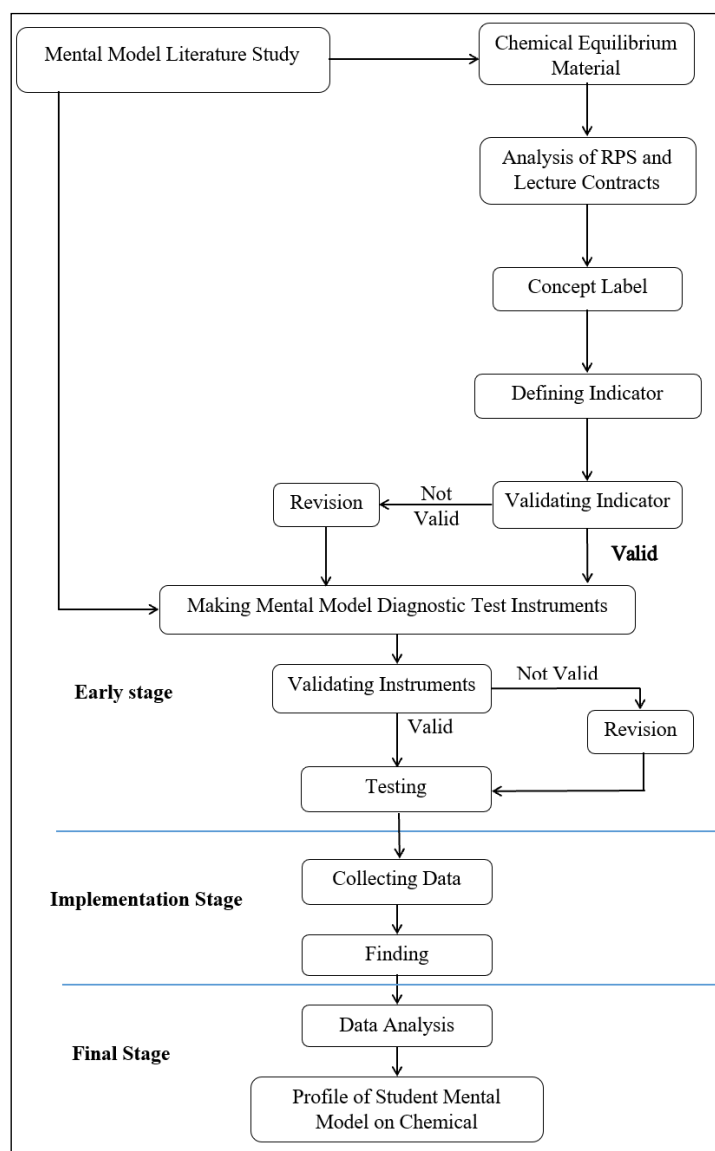 Mental Model Literature Study
Chemical Equilibrium
Material
Analysis of RPS and
Lecture Contracts
Concept Label
Defining Indicator
Revision
Not
Valid
Validating Indicator
Valid
Making Mental Model Diagnostic Test Instruments
Early stage
Validating Instruments
Not Valid
Valid
Revision
Testing
Implementation Stage
Collecting Data
Finding
Final Stage
Data Analysis
Profile of Student Mental
Model on Chemical